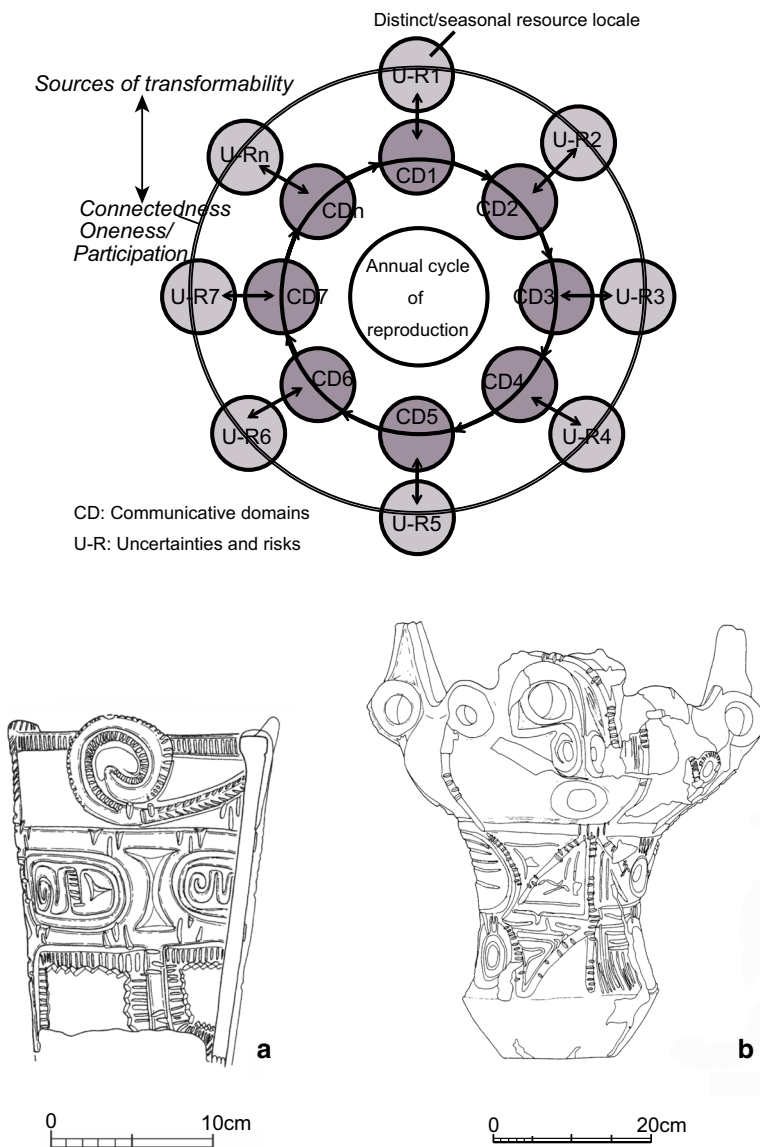 Distinct/seasonal resource locale
U-R1
Sources of transformability
U-Rn
U-R2
CD1
CDn
CD2
Connectedness
Oneness/
Participation
Annual cycle
of
reproduction
U-R7
CD7
CD3
U-R3
CD6
CD4
CD5
U-R6
U-R4
U-R5
CD: Communicative domains
U-R: Uncertainties and risks
a
b
0 10cm
0 20cm